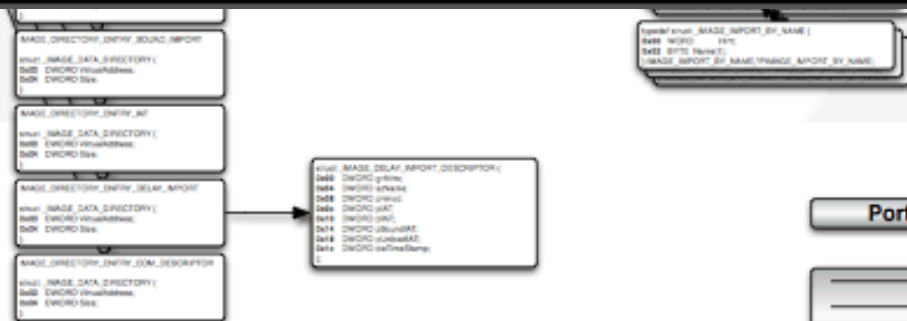 IMAGE_DIRECTORY_ENTRY_BOUND_IMPORT
struct _IMAGE_DATA_DIRECTORY {
0x00 DWORD VirtualAddress;
0x04 DWORD Size;
}
IMAGE_DIRECTORY_ENTRY_IAT
struct _IMAGE_DATA_DIRECTORY {
0x00 DWORD VirtualAddress;
0x04 DWORD Size;
}
IMAGE_DIRECTORY_ENTRY_DELAY_IMPORT
struct _IMAGE_DATA_DIRECTORY {
0x00 DWORD VirtualAddress;
0x04 DWORD Size;
}
IMAGE_DIRECTORY_ENTRY_COM_DESCRIPTOR
struct _IMAGE_DATA_DIRECTORY {
0x00 DWORD VirtualAddress;
0x04 DWORD Size;
}
struct _IMAGE_DELAY_IMPORT_DESCRIPTOR {
0x00 DWORD grAttrs;
0x04 DWORD szName;
0x08 DWORD phmod;
0x0c DWORD pIAT;
0x10 DWORD pINT;
0x14 DWORD pBoundIAT;
0x18 DWORD pUnloadIAT;
0x1c DWORD dwTimeStamp;
}
typedef struct _IMAGE_IMPORT_BY_NAME {
0x00 WORD Hint;
0x02 BYTE Name[1];
} IMAGE_IMPORT_BY_NAME,*PIMAGE_IMPORT_BY_NAME;
Port